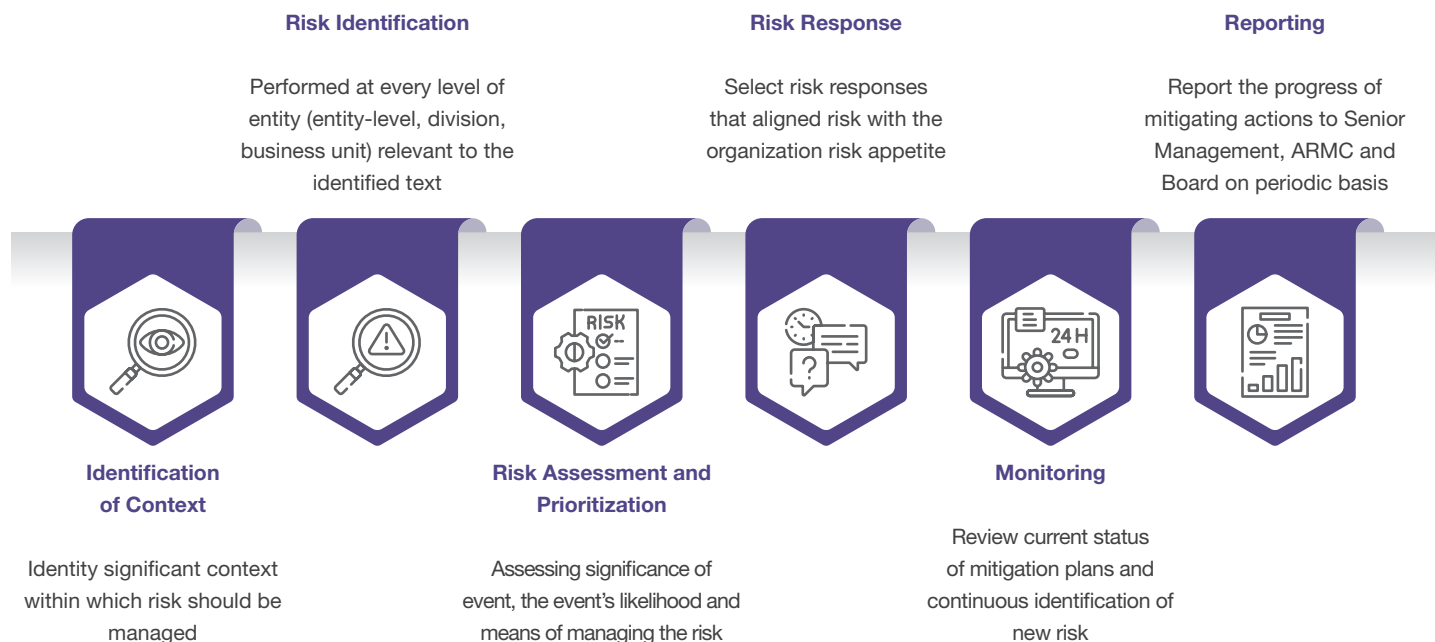 Risk Identification
Performed at every level of
entity (entity-level, division,
business unit) relevant to the
identified text
Risk Response
Select risk responses
that aligned risk with the
organization risk appetite
Reporting
Report the progress of
mitigating actions to Senior
Management, ARMC and
Board on periodic basis
RISK
?
24 H
Identification
of Context
Identity significant context
within which risk should be
managed
Risk Assessment and
Prioritization
Assessing significance of
event, the event’s likelihood and
means of managing the risk
Monitoring
Review current status
of mitigation plans and
continuous identification of
new risk